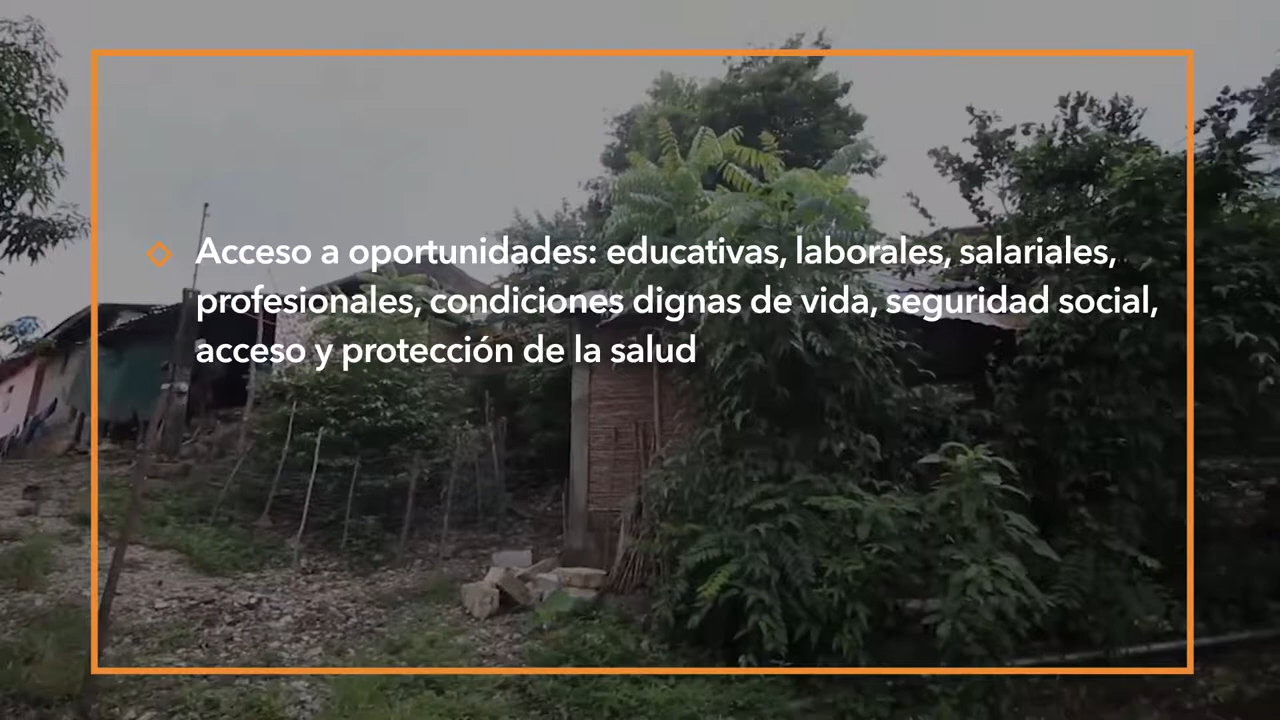 Acceso a oportunidades: educativas, laborales, salariales,
profesionales, condiciones dignas de vida, seguridad social,
acceso y protección de la salud